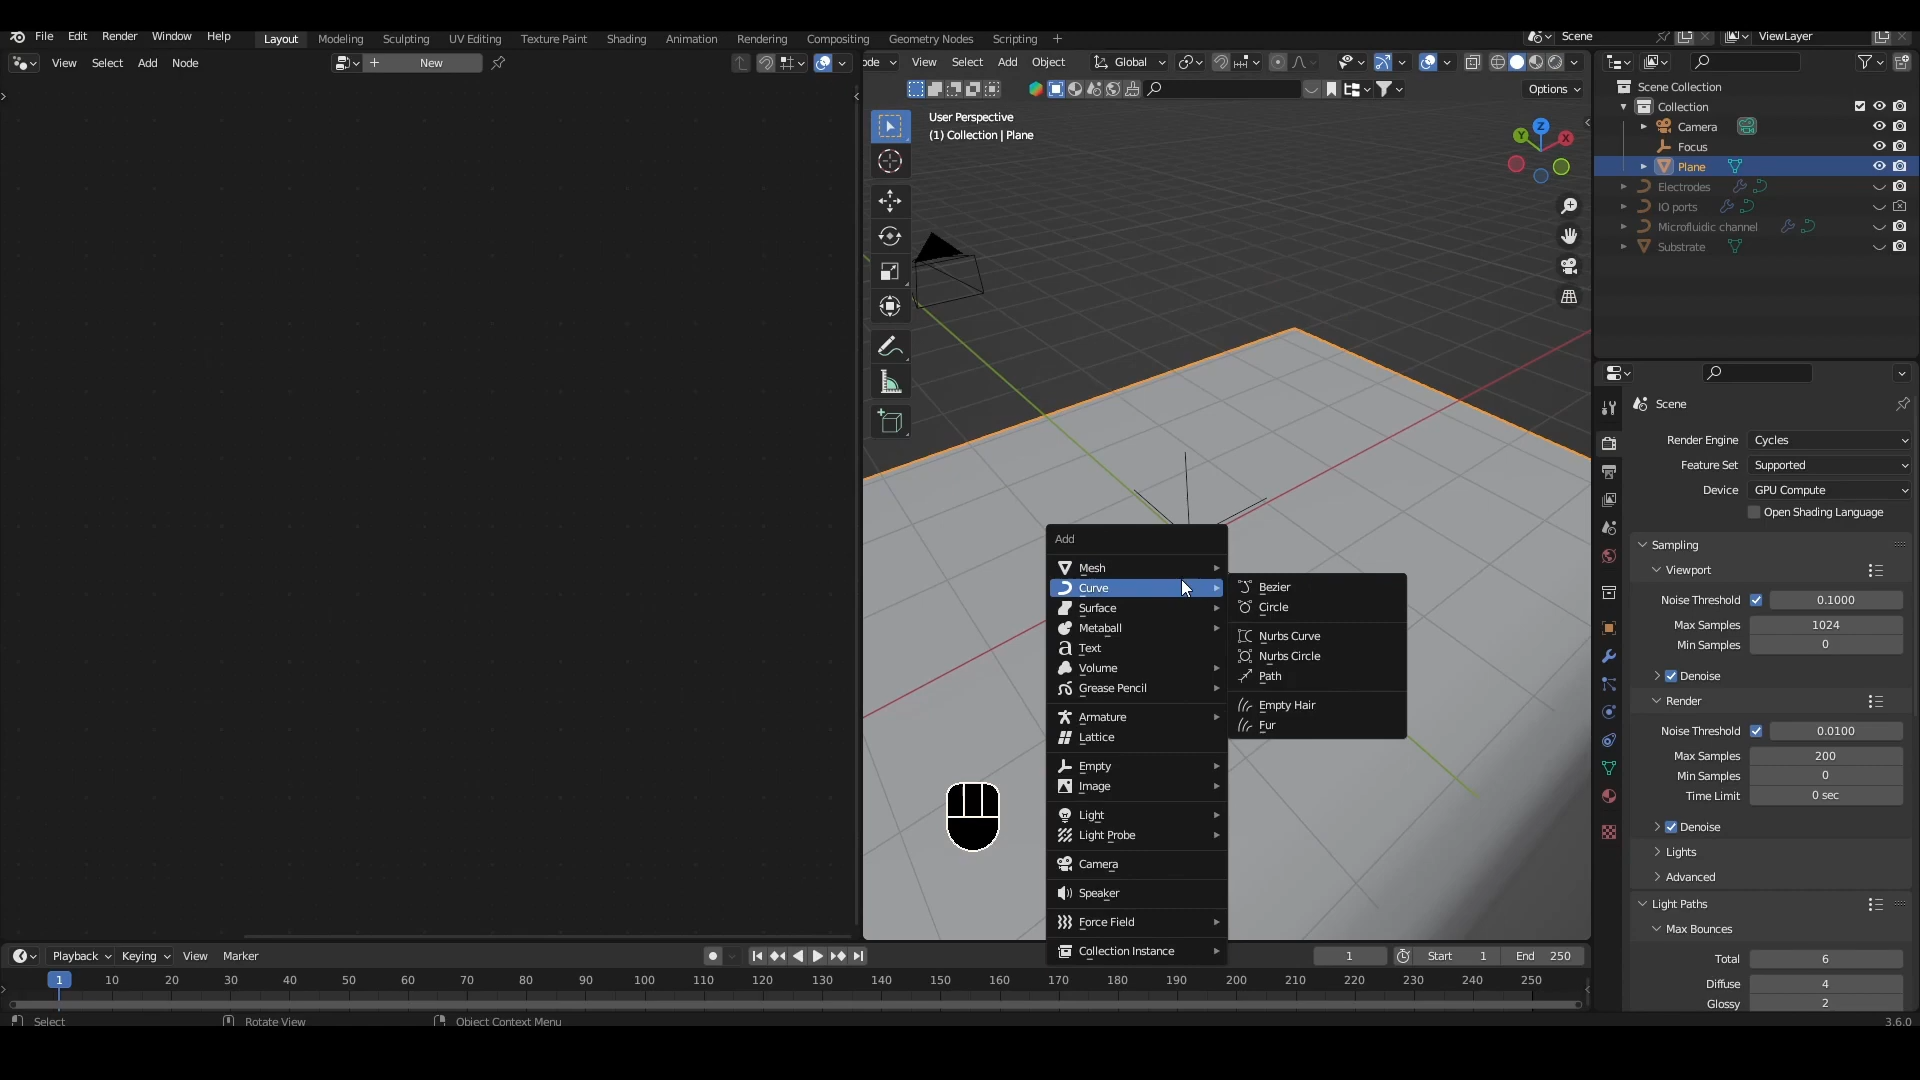 File Edit Render Window Help Layout Modeling Sculpting UV Editing Texture Paint Shading Animation Rendering Compositing Geometry Nodes Scripting + Scene ViewLayer
View Select Add Node + New
ode View Select Add Object Global
Options
User Perspective
(1) Collection | Plane
X
Y
Z
Scene Collection
Collection
Camera
Focus
Plane
Electrodes
IO ports
Microfluidic channel
Substrate
Scene
Render Engine Cycles
Feature Set Supported
Device GPU Compute
Open Shading Language
Sampling
Viewport
Noise Threshold 0.1000
Max Samples 1024
Min Samples 0
Denoise
Render
Noise Threshold 0.0100
Max Samples 200
Min Samples 0
Time Limit 0 sec
Denoise
Lights
Advanced
Light Paths
Max Bounces
Total 6
Diffuse 4
Glossy 2
Add
Mesh
Curve
Surface
Metaball
Text
Volume
Grease Pencil
Armature
Lattice
Empty
Image
Light
Light Probe
Camera
Speaker
Force Field
Collection Instance
Bezier
Circle
Nurbs Curve
Nurbs Circle
Path
Empty Hair
Fur
Playback Keying View Marker 1 Start 1 End 250
1 10 20 30 40 50 60 70 80 90 100 110 120 130 140 150 160 170 180 190 200 210 220 230 240 250
Select Rotate View Object Context Menu 3.6.0